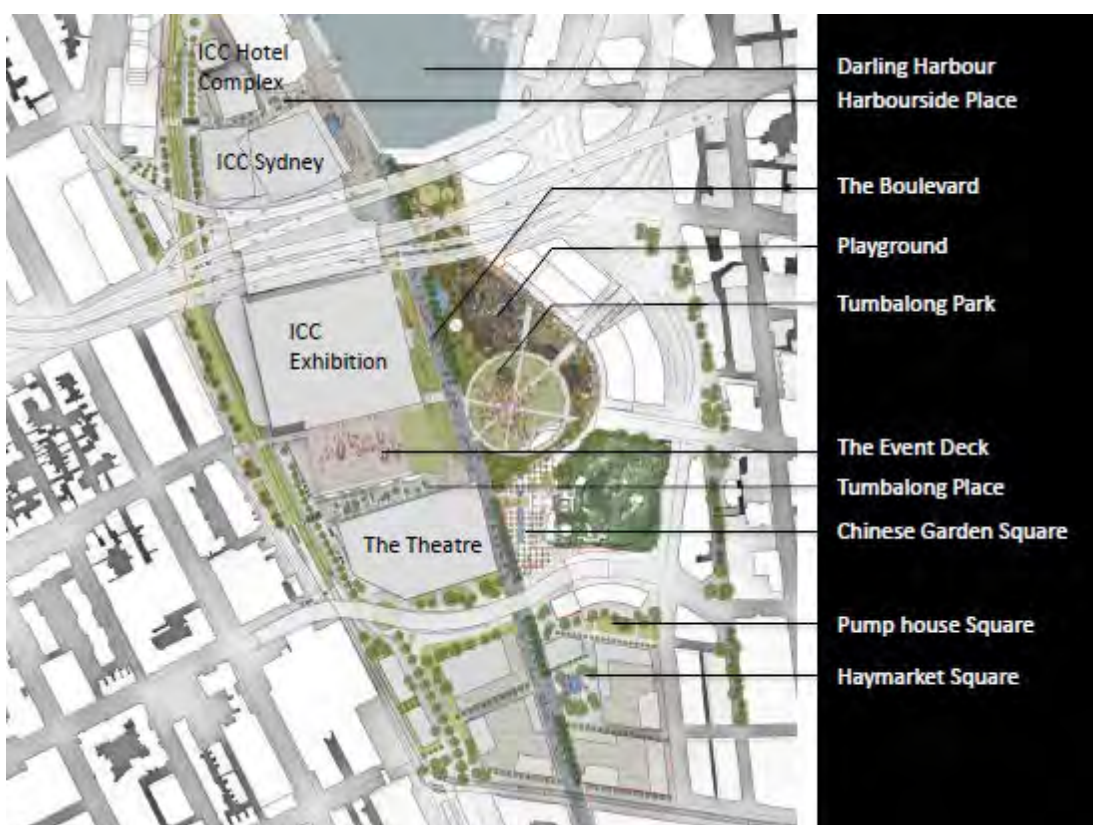 ICC Hotel
Complex
ICC Sydney
ICC
Exhibition
The Theatre
Darling Harbour
Harbourside Place
The Boulevard
Playground
Tumbalong Park
The Event Deck
Tumbalong Place
Chinese Garden Square
Pump house Square
Haymarket Square